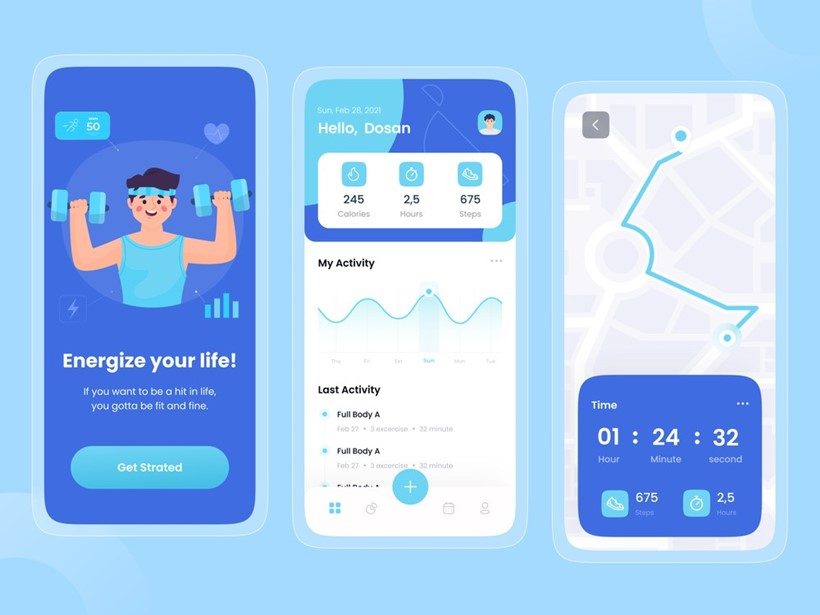 50
Energize your life!
If you want to be a hit in life,
you gotta be fit and fine.
Get Strated
Sun, Feb 26, 2021
Hello, Dosan
245
Calories
2,5
Hours
675
Steps
My Activity
Thu
Fri
Sat
Sun
Mon
Tue
Last Activity
Full Body A
Feb 27 • 3 excercise • 32 minute
Full Body A
Feb 27 • 3 excercise • 32 minute
Full Body A
Time
01 : 24 : 32
Hour Minute second
675
Steps
2,5
Hours